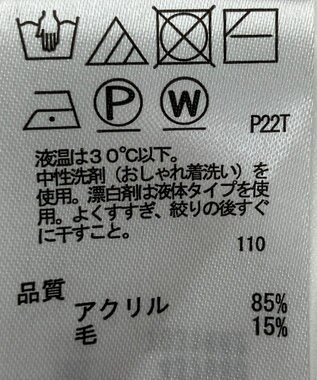 P W
P22T
液温は30℃以下。
中性洗剤（おしゃれ着洗い）を
使用。漂白剤は液体タイプを使
用。よくすすぎ、絞りの後すぐ
に干すこと。
110
品質
アクリル 85%
毛 15%